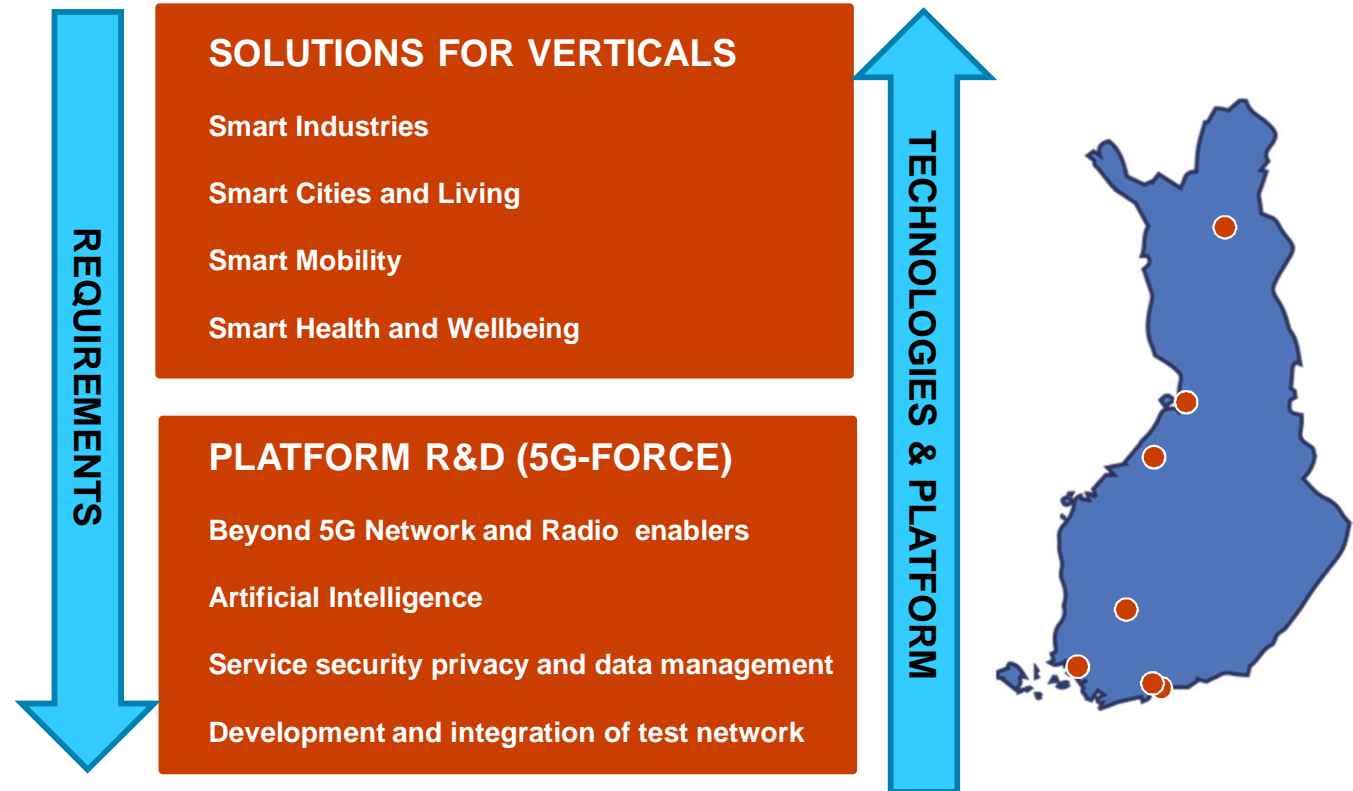 REQUIREMENTS
SOLUTIONS FOR VERTICALS
Smart Industries
Smart Cities and Living
Smart Mobility
Smart Health and Wellbeing
PLATFORM R&D (5G-FORCE)
Beyond 5G Network and Radio enablers
Artificial Intelligence
Service security privacy and data management
Development and integration of test network
TECHNOLOGIES & PLATFORM